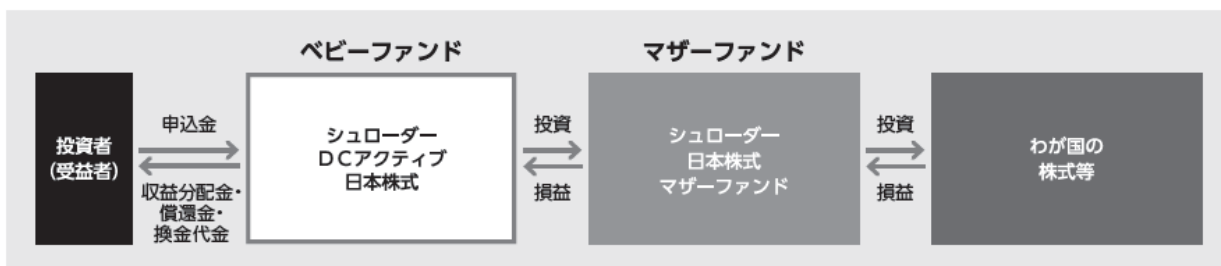 ベビーファンド
マザーファンド
投資者
(受益者)
申込金
収益分配金・
償還金・
換金代金
シュローダー
DCアクティブ
日本株式
投資
損益
シュローダー
日本株式
マザーファンド
投資
損益
わが国の
株式等